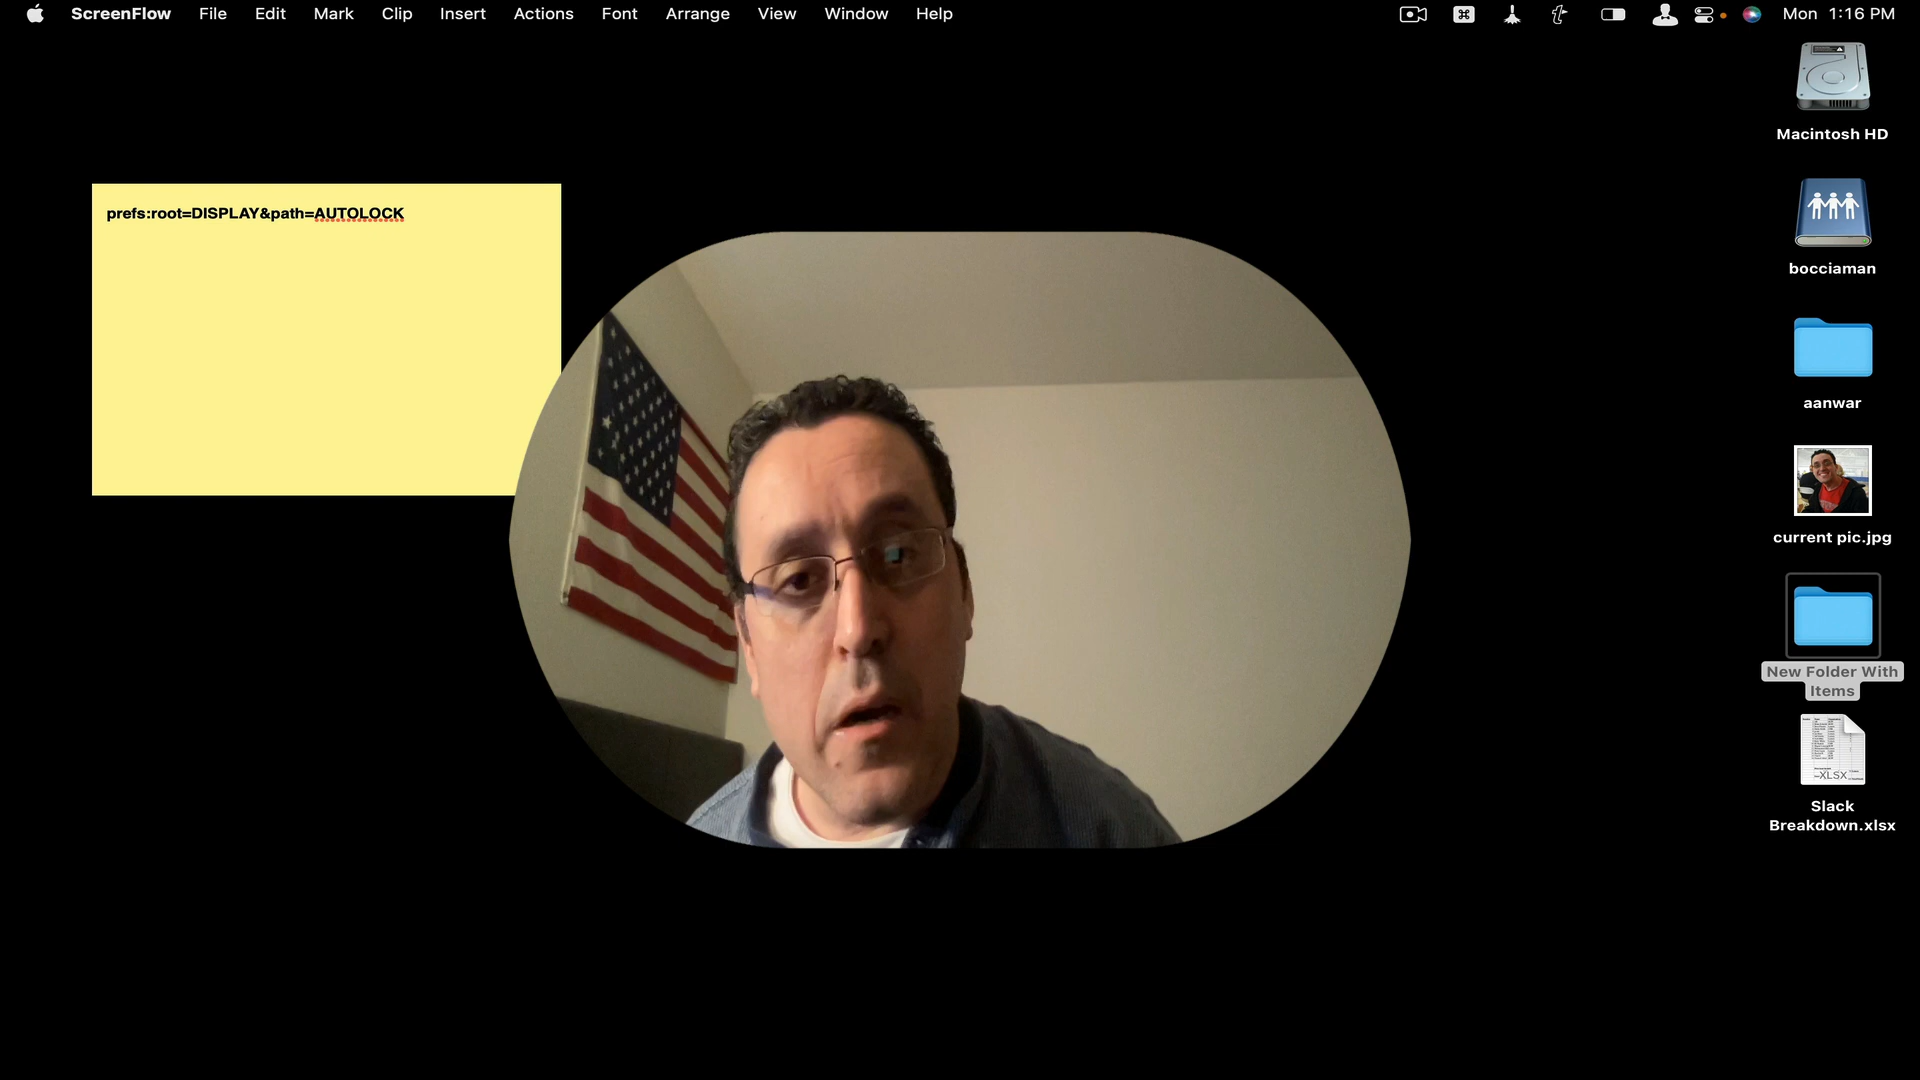 ScreenFlow File Edit Mark Clip Insert Actions Font Arrange View Window Help Mon 1:16 PM
prefs:root=DISPLAY&path=AUTOLOCK
Macintosh HD
bocciaman
aanwar
current pic.jpg
New Folder With
Items
XLSX
Slack
Breakdown.xlsx